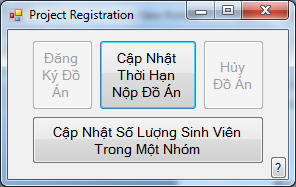 Project Registration
Đăng
Ký Đồ
Án
Cập Nhật
Thời Hạn
Nộp Đồ Án
Hủy
Đồ Án
Cập Nhật Số Lượng Sinh Viên
Trong Một Nhóm
?